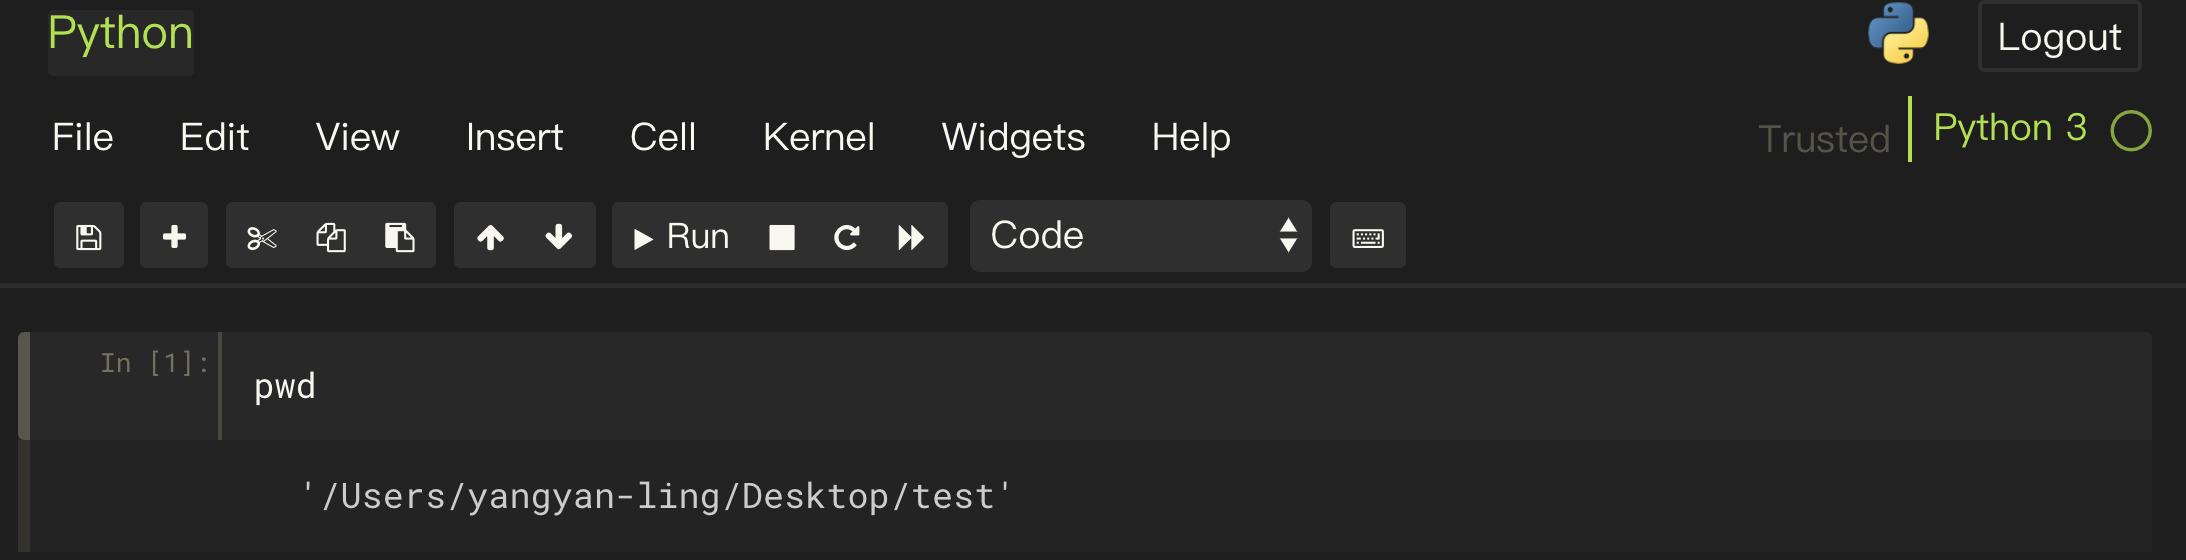 Python
Logout
File Edit View Insert Cell Kernel Widgets Help
Trusted Python 3
Run Code
In [1]: pwd
'/Users/yangyan-ling/Desktop/test'